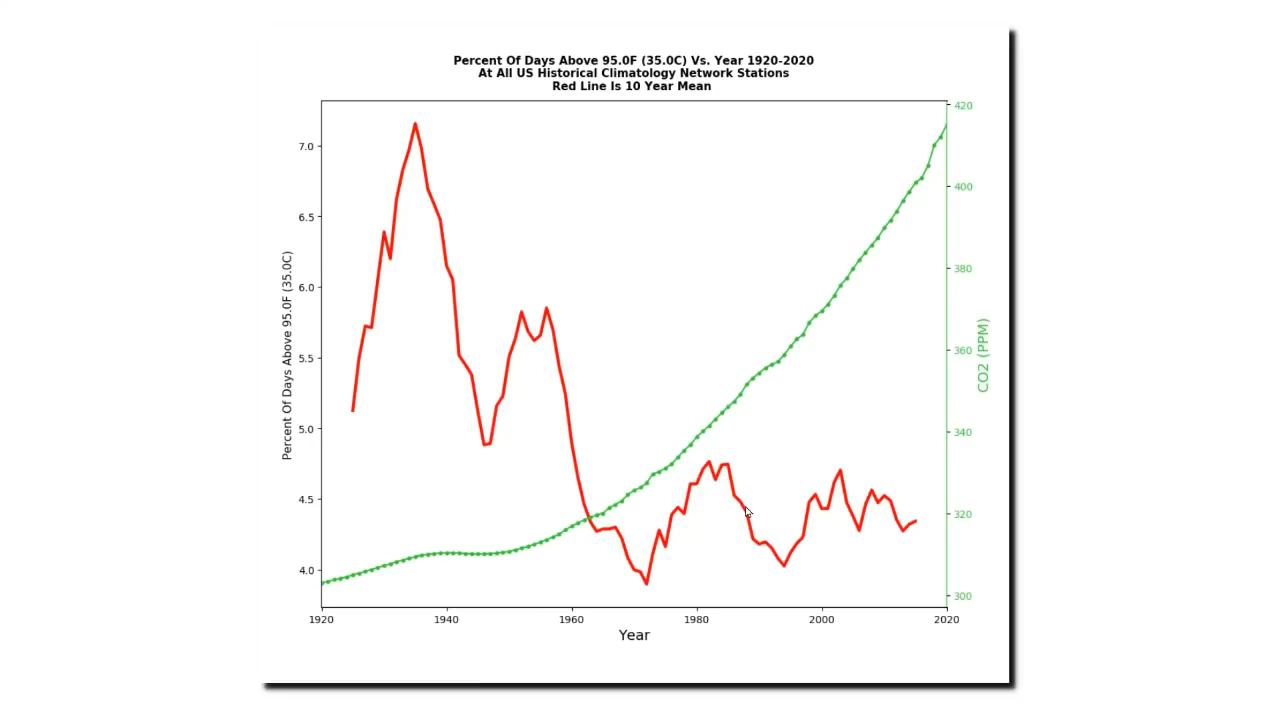 Percent Of Days Above 95.0F (35.0C) Vs. Year 1920-2020
At All US Historical Climatology Network Stations
Red Line Is 10 Year Mean
420
7.0
400
6.5
380
6.0
Percent Of Days Above 95.0F (35.0C)
CO2 (PPM)
360
5.5
340
5.0
4.5
320
4.0
300
1920 1940 1960 1980 2000 2020
Year